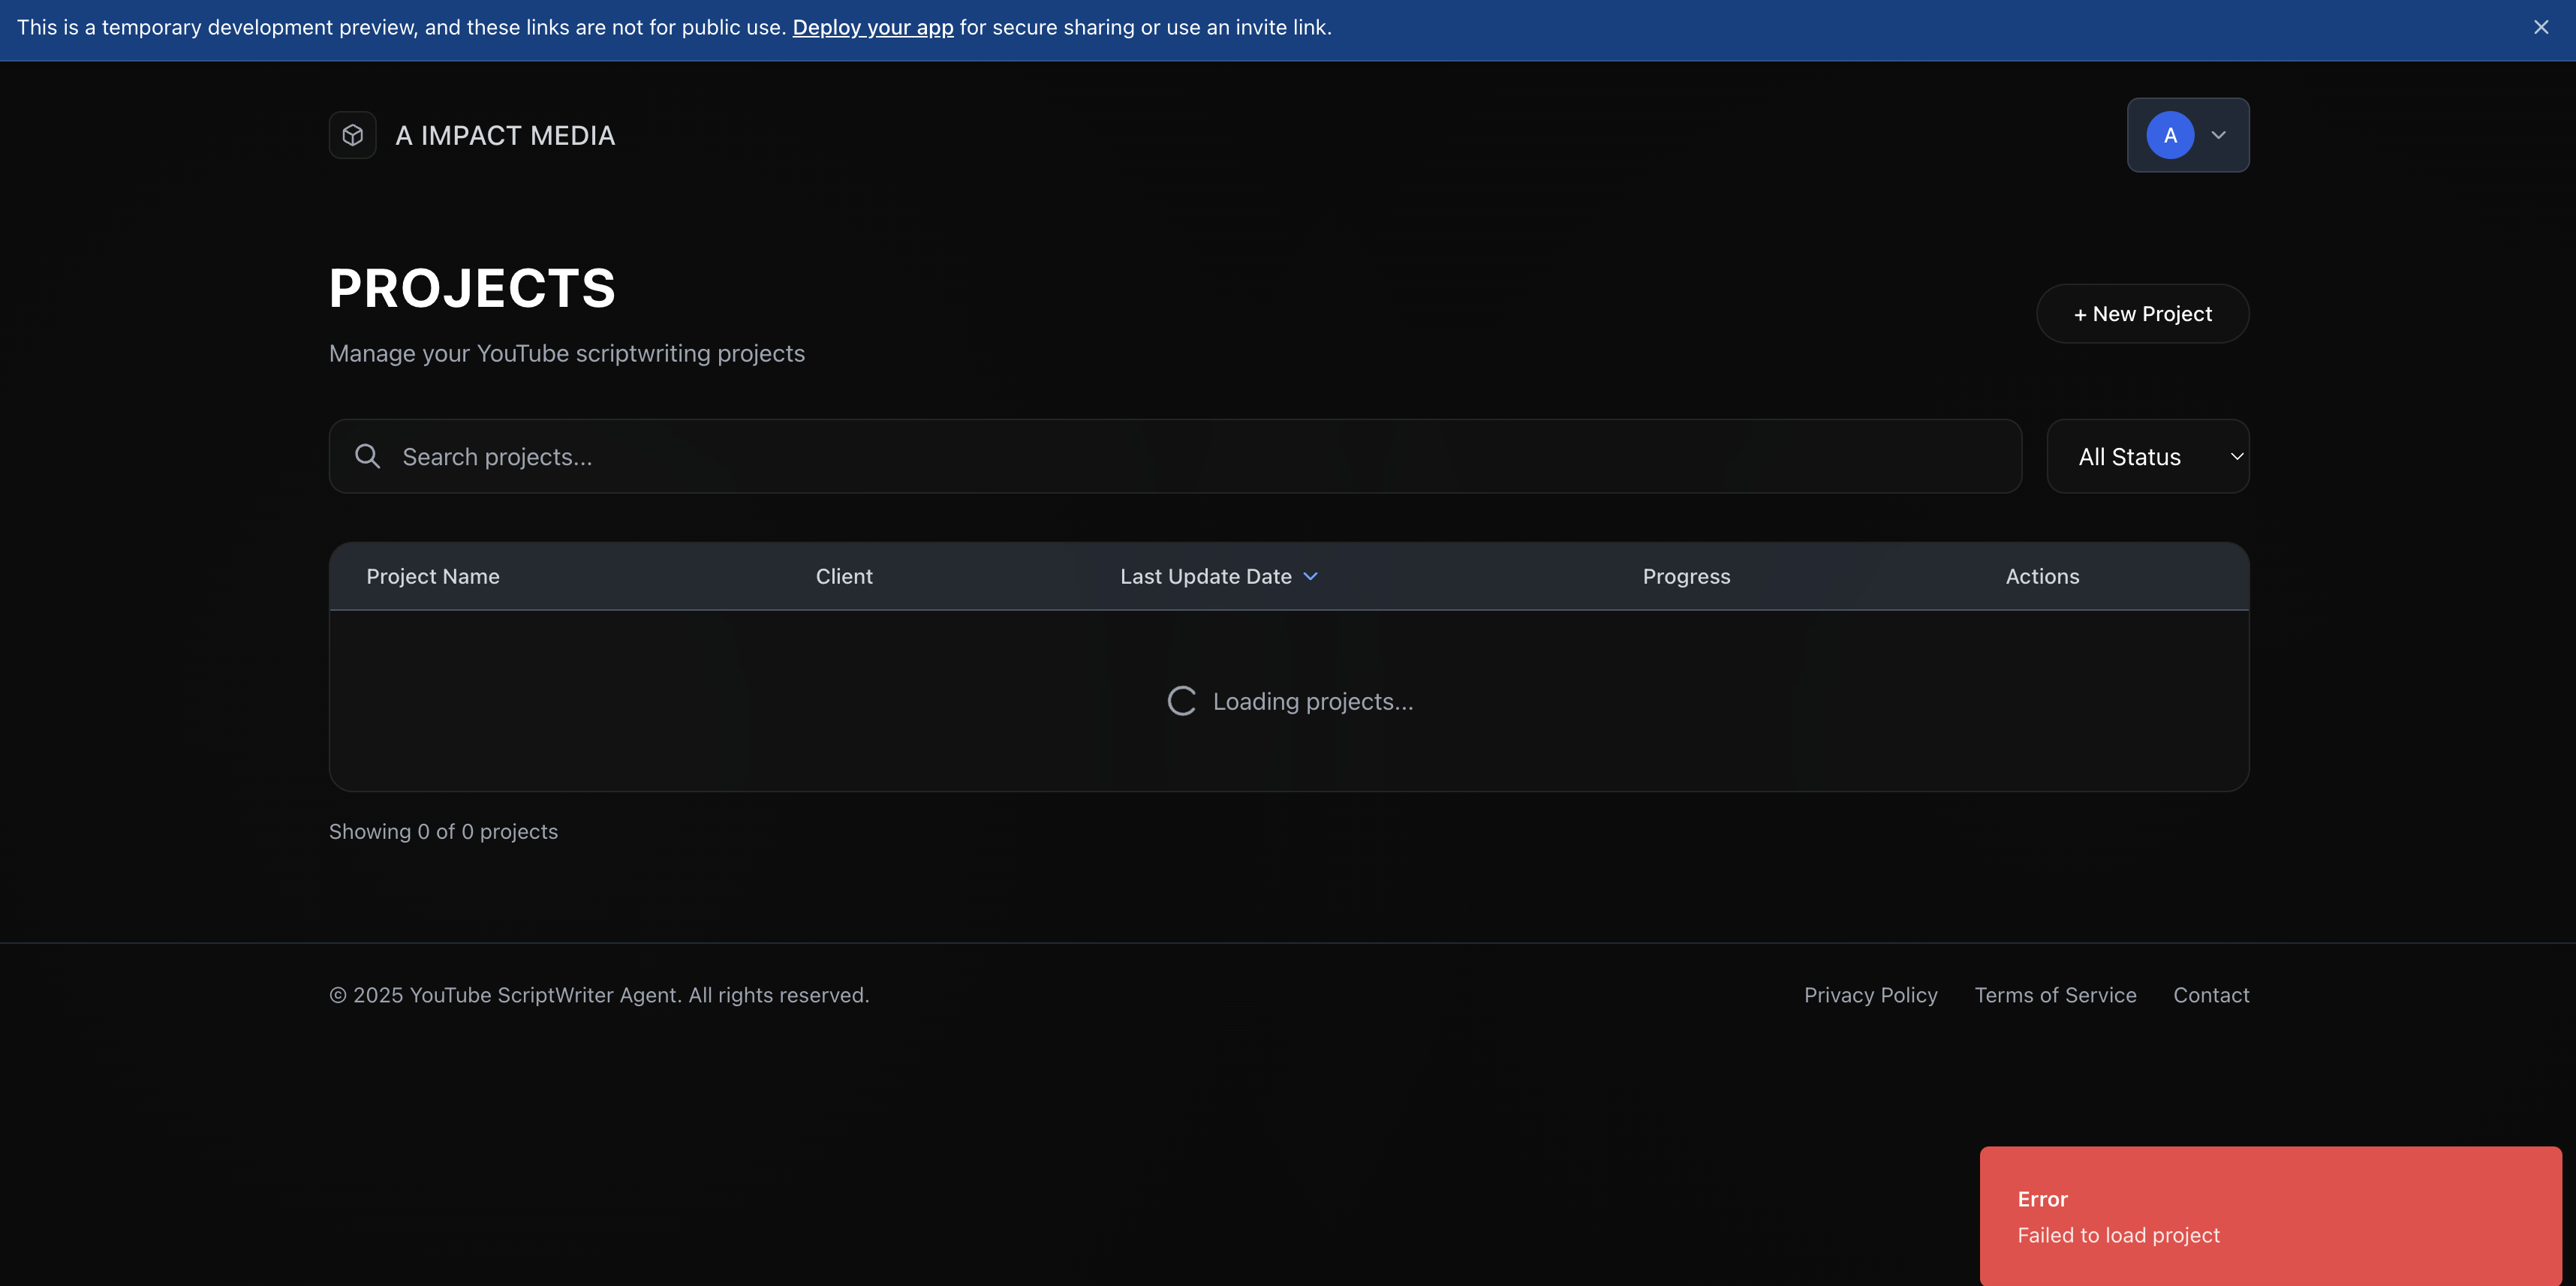 This is a temporary development preview, and these links are not for public use. Deploy your app for secure sharing or use an invite link.
A IMPACT MEDIA
A
PROJECTS
+ New Project
Manage your YouTube scriptwriting projects
Search projects...
All Status
Project Name Client Last Update Date Progress Actions
Loading projects...
Showing 0 of 0 projects
© 2025 YouTube ScriptWriter Agent. All rights reserved.
Privacy Policy Terms of Service Contact
Error
Failed to load project